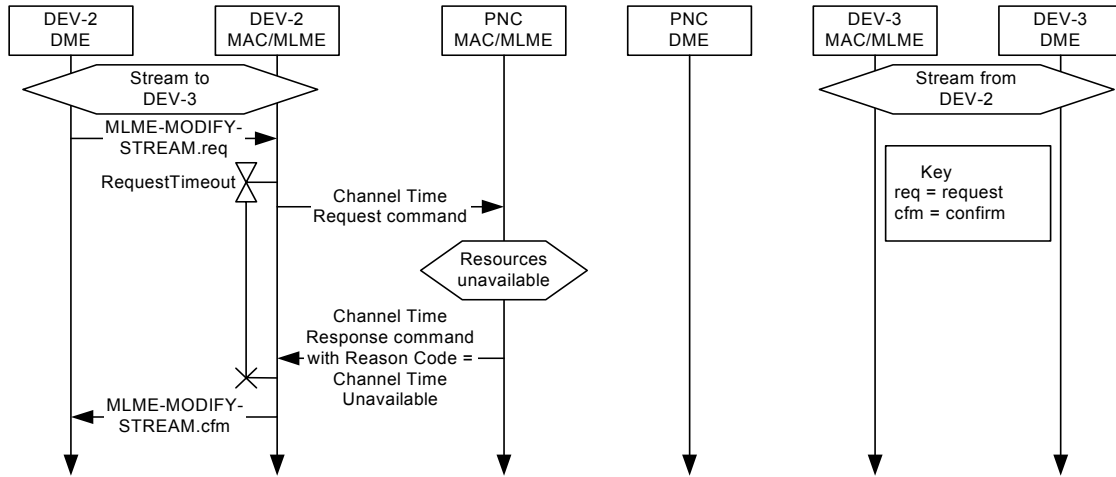 DEV-2
DME
DEV-2
MAC/MLME
PNC
MAC/MLME
PNC
DME
DEV-3
MAC/MLME
DEV-3
DME
Stream to
DEV-3
Stream from
DEV-2
MLME-MODIFY-
STREAM.req
RequestTimeout
Channel Time
Request command
Key
req = request
cfm = confirm
Resources
unavailable
Channel Time
Response command
with Reason Code =
Channel Time
Unavailable
MLME-MODIFY-
STREAM.cfm